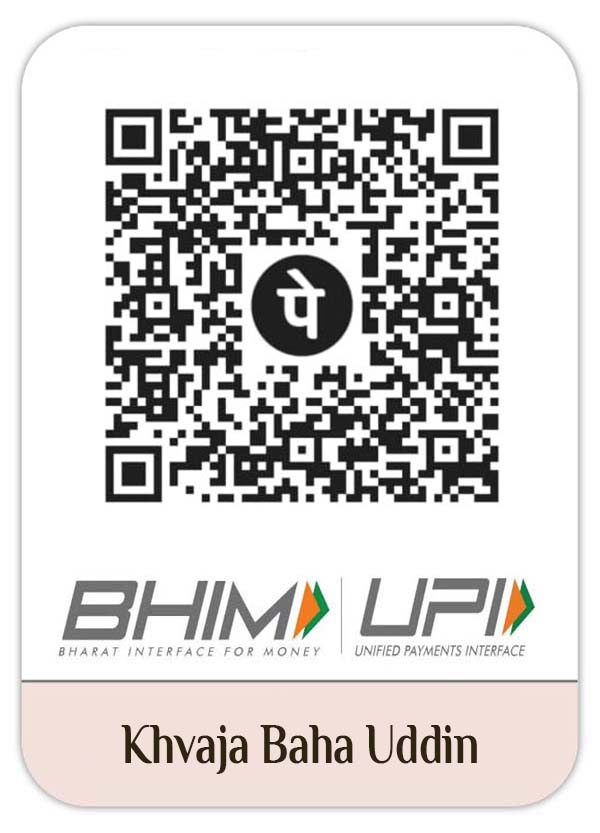 पे
BHIM
BHARAT INTERFACE FOR MONEY
UPI
UNIFIED PAYMENTS INTERFACE
Khvaja Baha Uddin